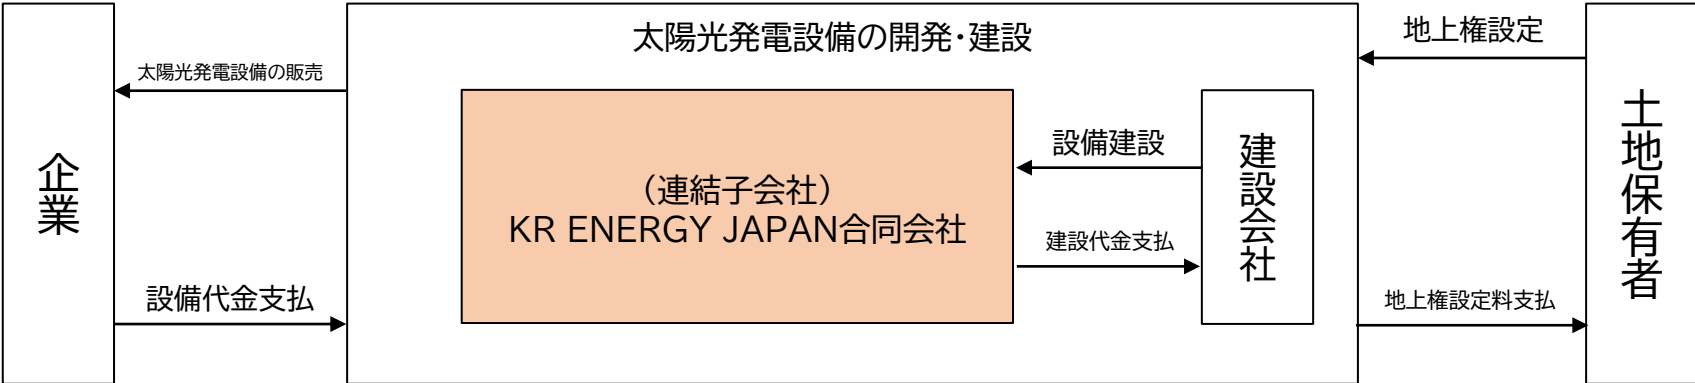 太陽光発電設備の開発・建設
地上権設定
太陽光発電設備の販売
企業
設備建設
建設会社
土地保有者
（連結子会社）
KR ENERGY JAPAN合同会社
建設代金支払
設備代金支払
地上権設定料支払